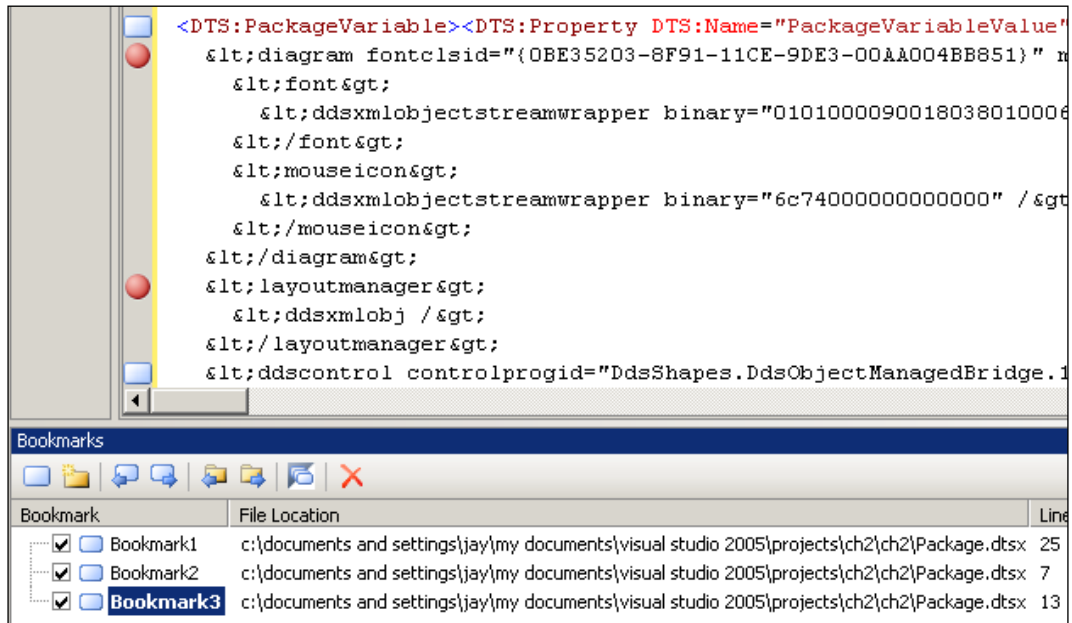 <DTS:PackageVariable><DTS:Property DTS:Name="PackageVariableValue"
&lt;diagram fontclsid="{0BE35203-8F91-11CE-9DE3-00AA004BB851}"
&lt;font&gt;
&lt;ddsxmlobjectstreamwrapper binary="0101000090018038010006
&lt;/font&gt;
&lt;mouseicon&gt;
&lt;ddsxmlobjectstreamwrapper binary="6c74000000000000" /&gt
&lt;/mouseicon&gt;
&lt;/diagram&gt;
&lt;layoutmanager&gt;
&lt;ddsxmlobj /&gt;
&lt;/layoutmanager&gt;
&lt;ddscontrol controlprogid="DdsShapes.DdsObjectManagedBridge.1
Bookmarks
Bookmark File Location Line
Bookmark1 c:\documents and settings\jay\my documents\visual studio 2005\projects\ch2\ch2\Package.dtsx 25
Bookmark2 c:\documents and settings\jay\my documents\visual studio 2005\projects\ch2\ch2\Package.dtsx 7
Bookmark3 c:\documents and settings\jay\my documents\visual studio 2005\projects\ch2\ch2\Package.dtsx 13